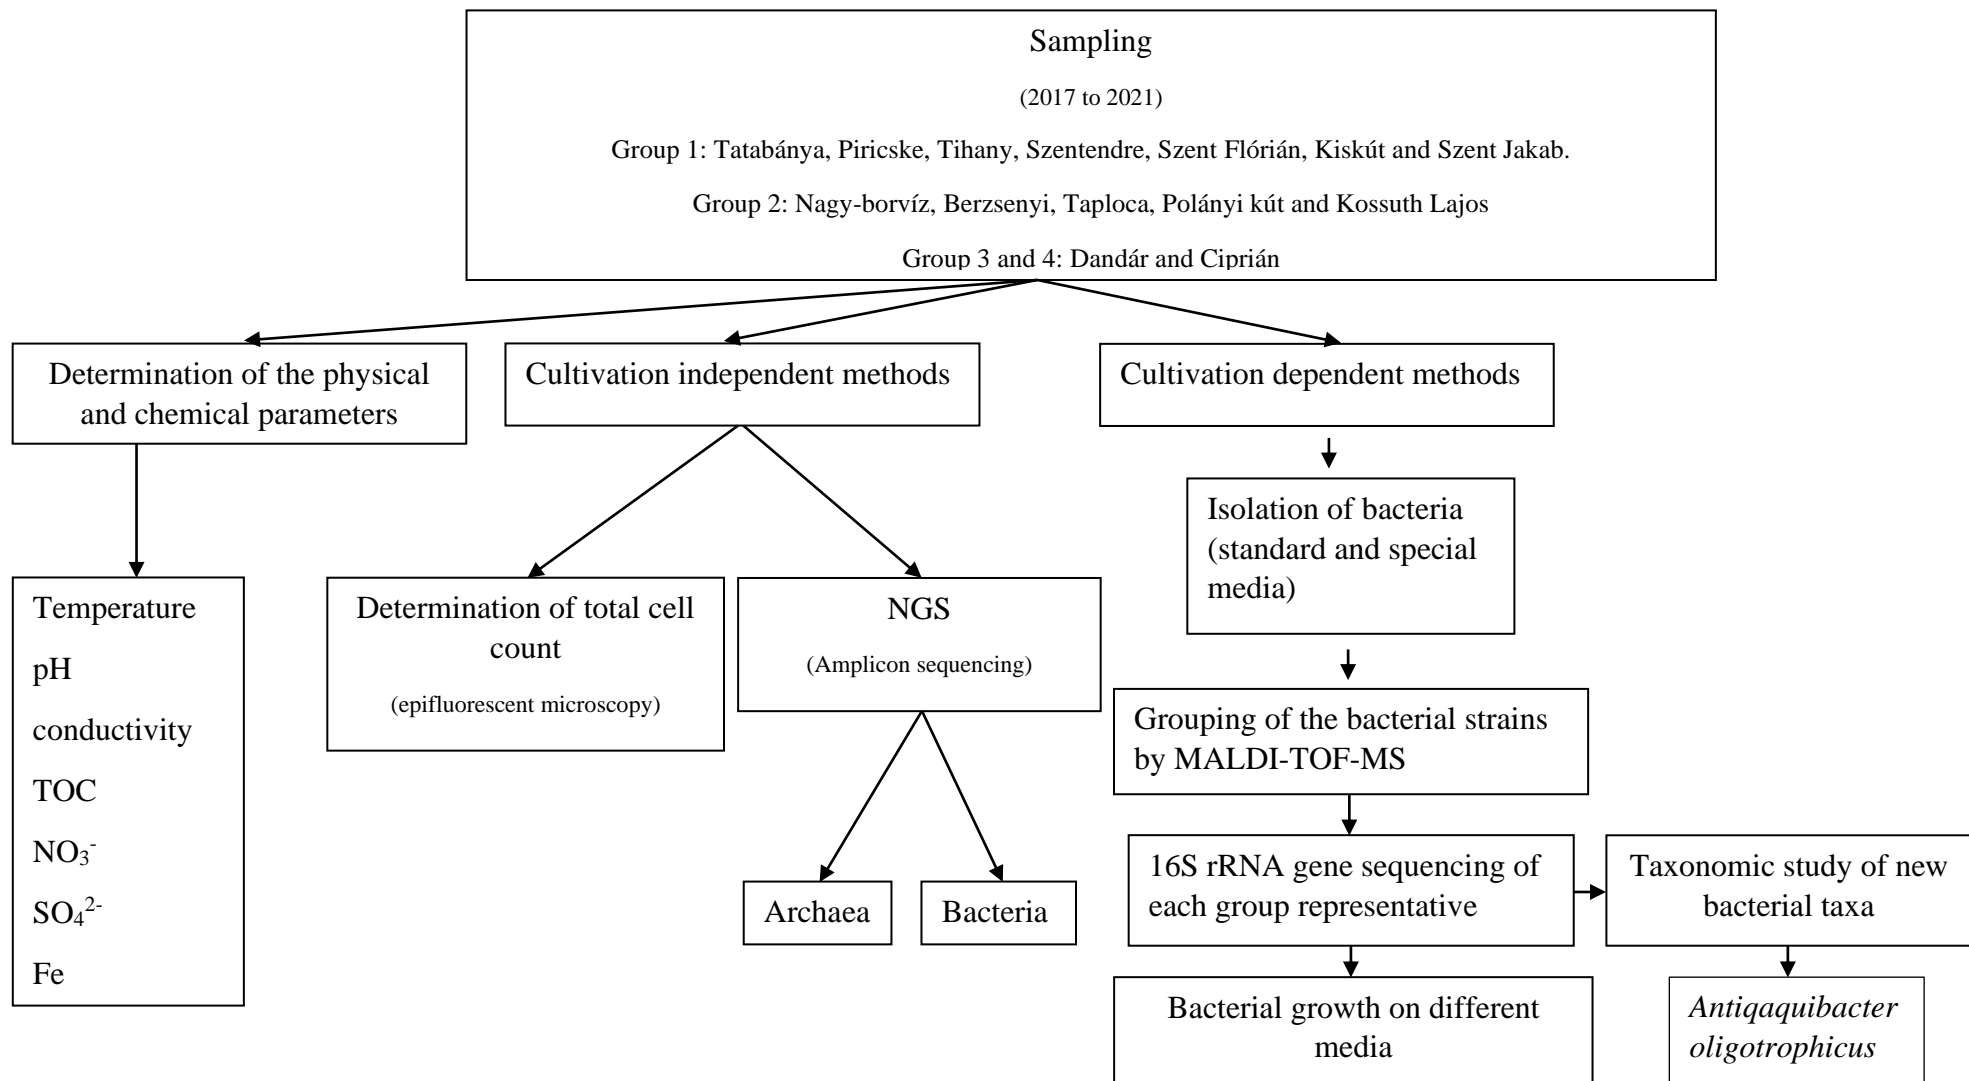 Sampling
(2017 to 2021)
Group 1: Tatabánya, Piricske, Tihany, Szentendre, Szent Flórián, Kiskút and Szent Jakab.
Group 2: Nagy-borvíz, Berzsenyi, Taploca, Polányi kút and Kossuth Lajos
Group 3 and 4: Dandár and Ciprián
Determination of the physical
and chemical parameters
Cultivation independent methods
Cultivation dependent methods
Isolation of bacteria
(standard and special
media)
Temperature
pH
conductivity
TOC
NO₃⁻
SO₄²⁻
Fe
Determination of total cell
count
(epifluorescent microscopy)
NGS
(Amplicon sequencing)
Grouping of the bacterial strains
by MALDI-TOF-MS
Archaea
Bacteria
16S rRNA gene sequencing of
each group representative
Taxonomic study of new
bacterial taxa
Bacterial growth on different
media
Antiqaquibacter
oligotrophicus